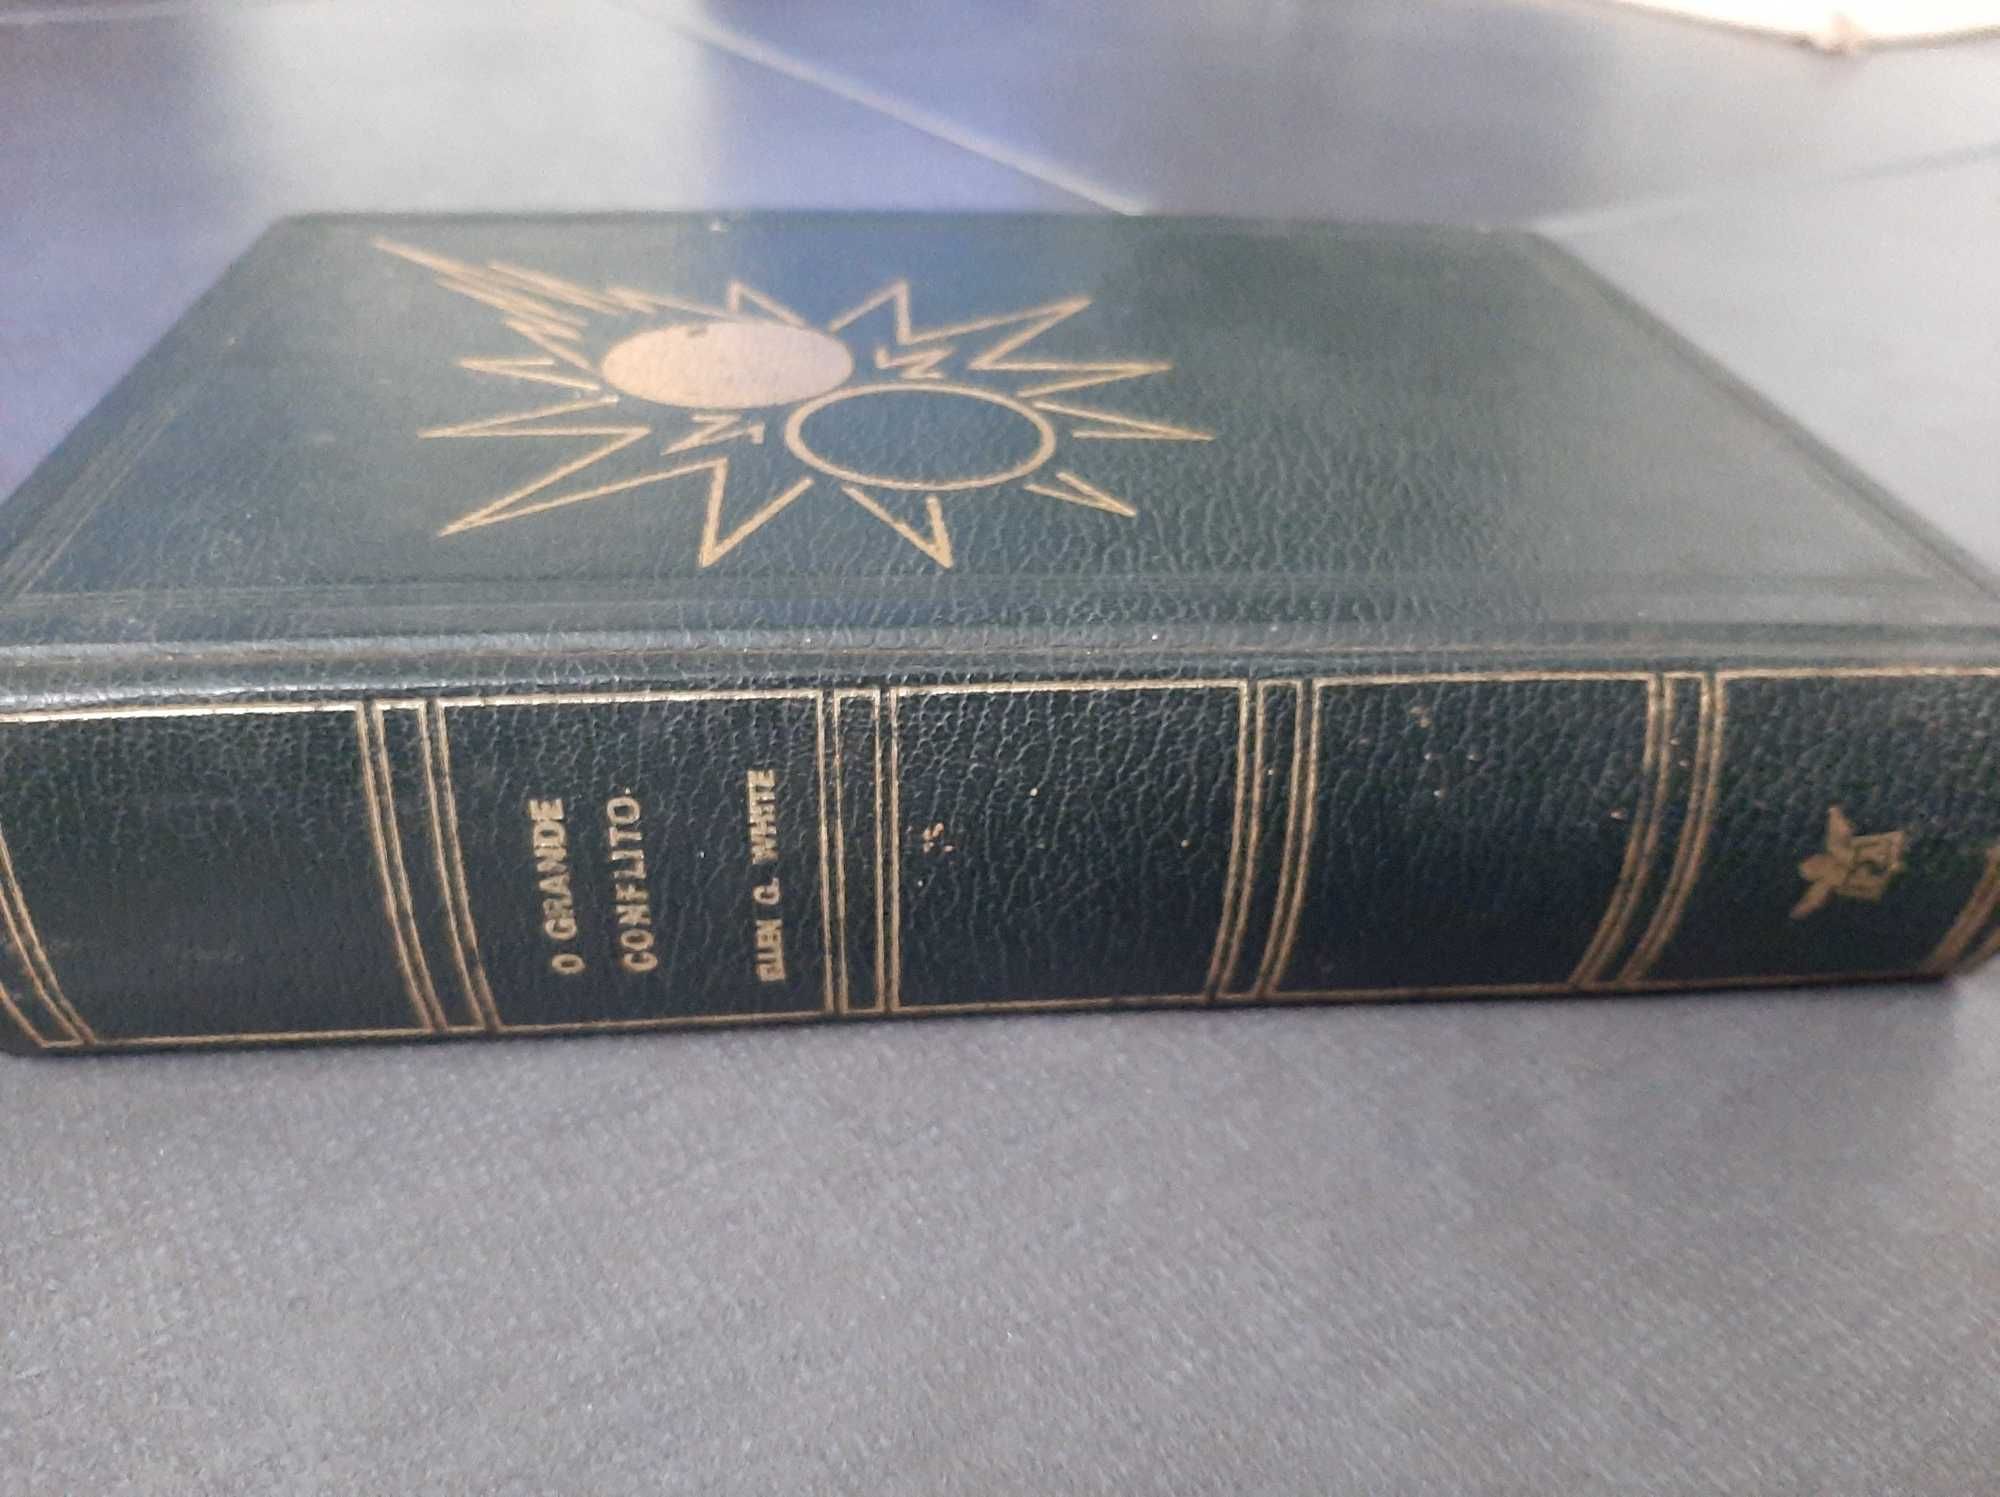 O GRANDE
CONFLITO.
ELLEN G. WHITE